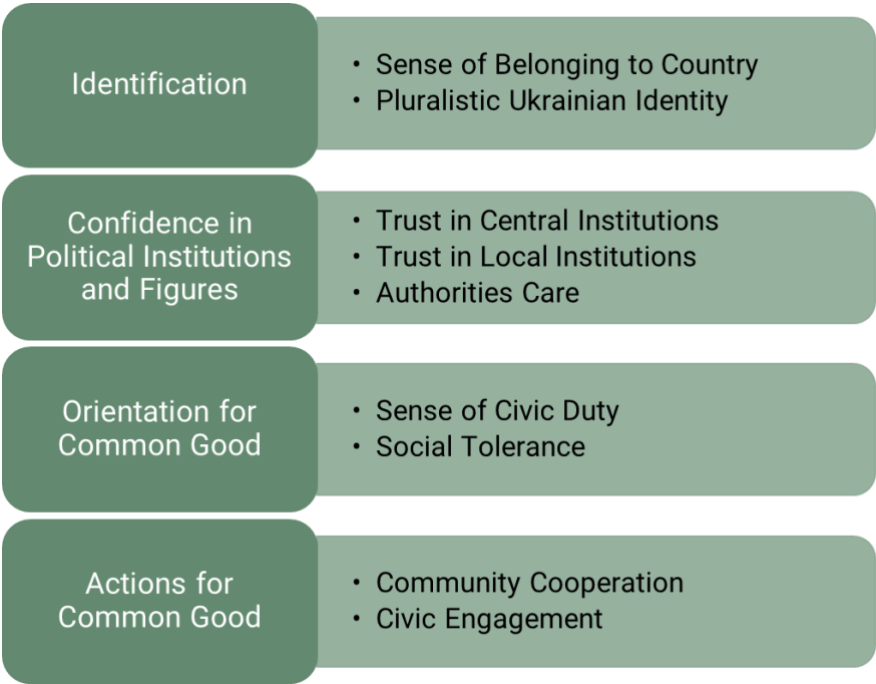 Identification
• Sense of Belonging to Country
• Pluralistic Ukrainian Identity
Confidence in
Political Institutions
and Figures
• Trust in Central Institutions
• Trust in Local Institutions
• Authorities Care
Orientation for
Common Good
• Sense of Civic Duty
• Social Tolerance
Actions for
Common Good
• Community Cooperation
• Civic Engagement